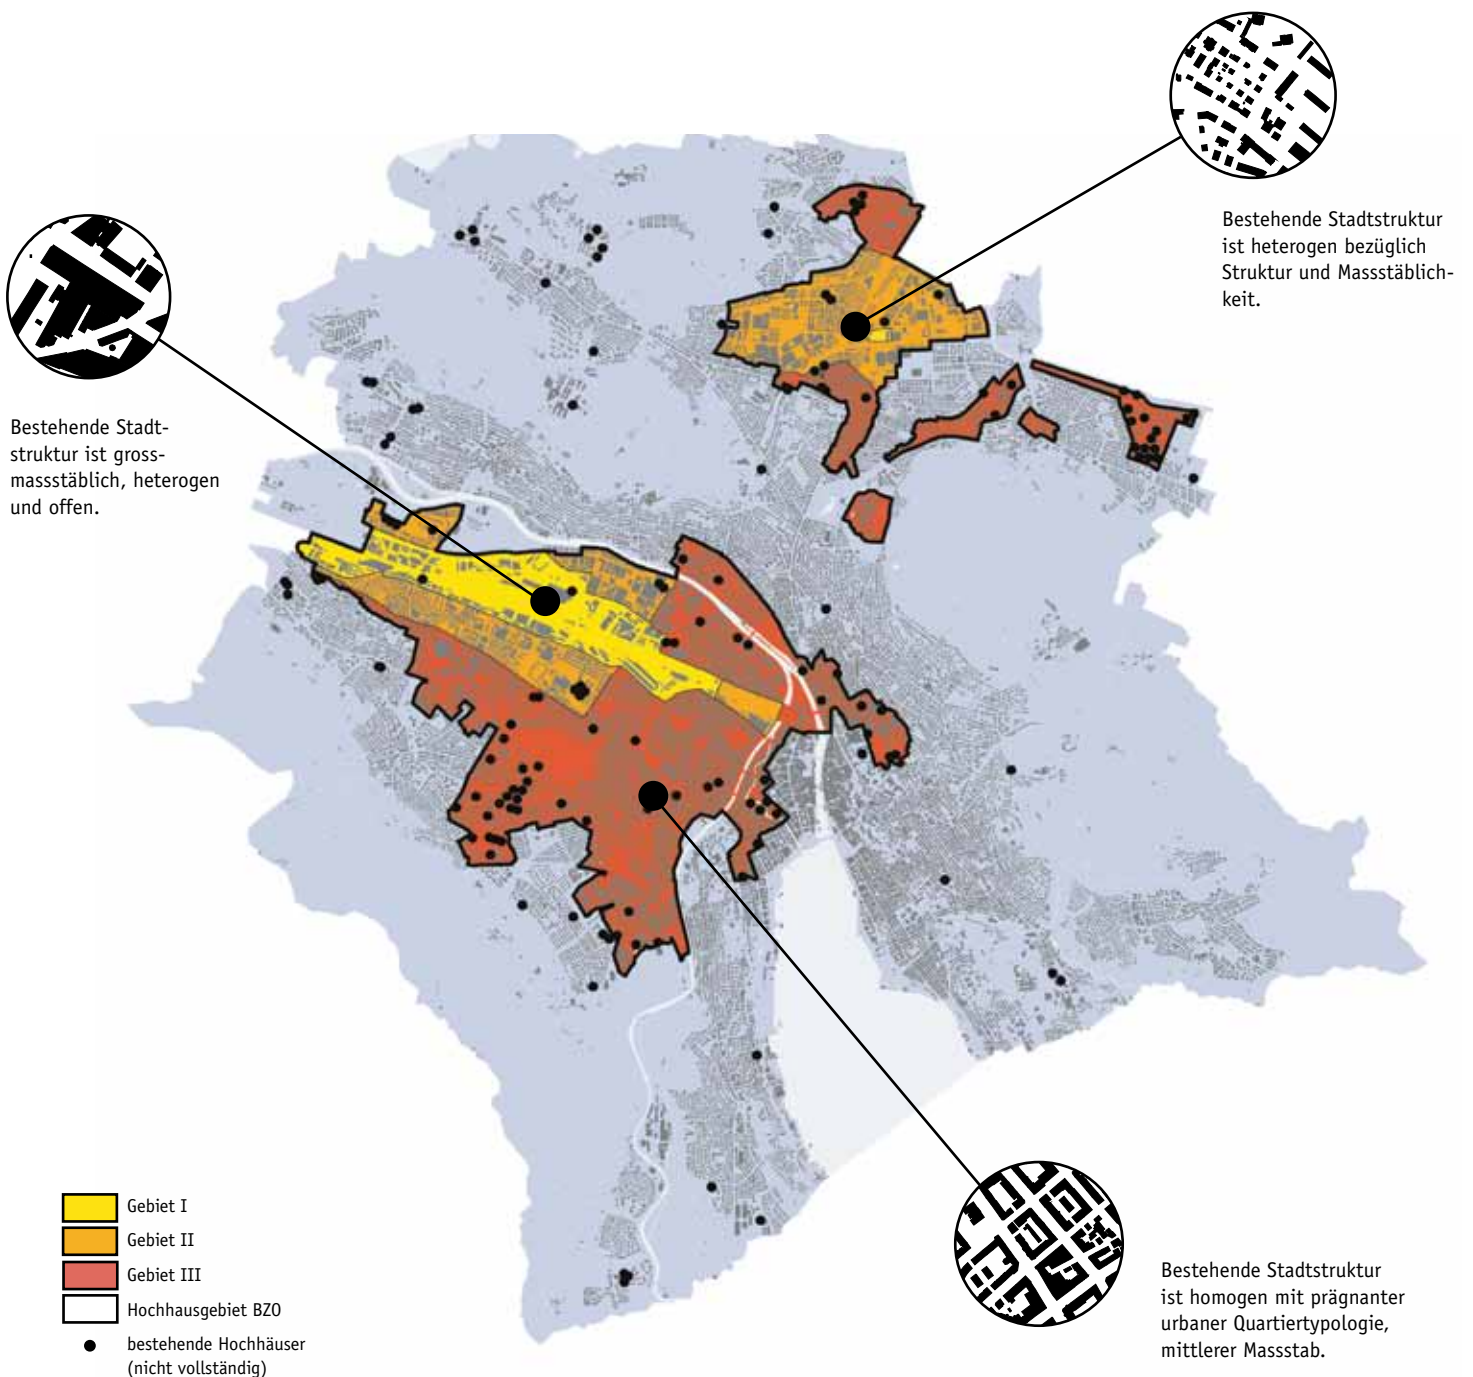 Bestehende Stadtstruktur
ist heterogen bezüglich
Struktur und Massstäblich-
keit.
Bestehende Stadt-
struktur ist gross-
massstäblich, heterogen
und offen.
Gebiet I
Gebiet II
Gebiet III
Hochhausgebiet BZO
bestehende Hochhäuser
(nicht vollständig)
Bestehende Stadtstruktur
ist homogen mit prägnanter
urbaner Quartiertypologie,
mittlerer Massstab.